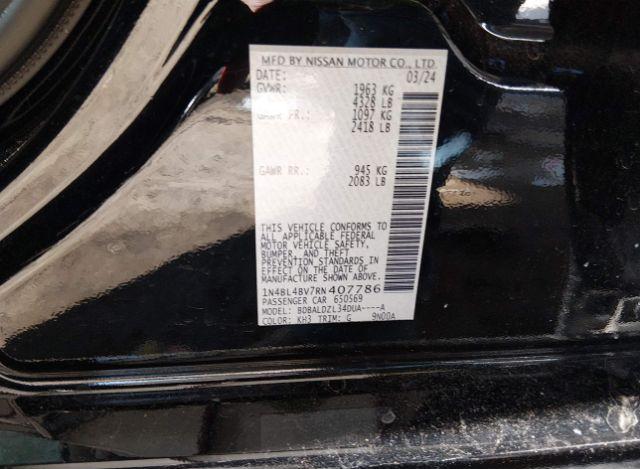 MFD BY NISSAN MOTOR CO., LTD.
DATE: 03/24
GVWR: 1963 KG
4328 LB
GAWR FR.: 1097 KG
2418 LB
GAWR RR.: 945 KG
2083 LB
THIS VEHICLE CONFORMS TO
ALL APPLICABLE FEDERAL
MOTOR VEHICLE SAFETY,
BUMPER, AND THEFT
PREVENTION STANDARDS IN
EFFECT ON THE DATE OF
MANUFACTURE SHOWN ABOVE.
1N4BL4BV7RN407786
PASSENGER CAR 650569
MODEL: BDBALDZL34DUA----A
COLOR: KH3 TRIM: G 9N00A